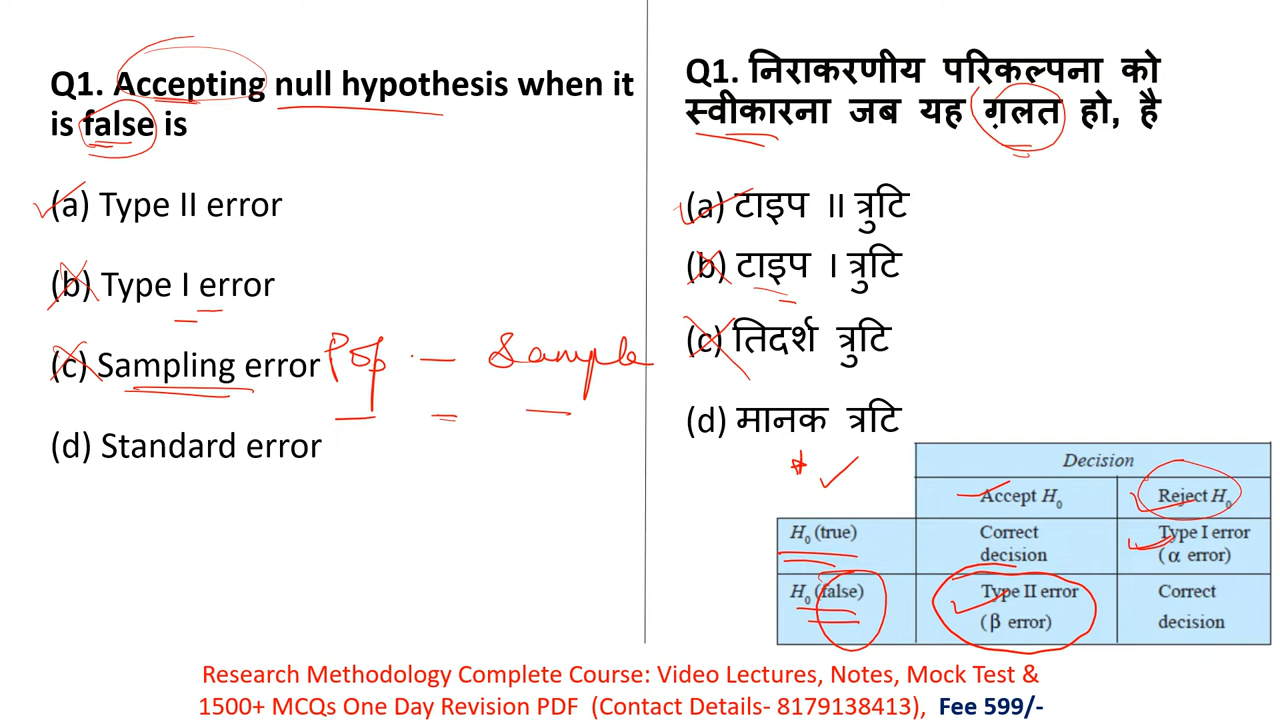 Q1. Accepting null hypothesis when it
is false is
(a) Type II error
(b) Type I error
(c) Sampling error
Pop — Sample
(d) Standard error
Q1. निराकरणीय परिकल्पना को
स्वीकारना जब यह ग़लत हो, है
(a) टाइप II त्रुटि
(b) टाइप I त्रुटि
(c) तिदर्श त्रुटि
(d) मानक त्रटि
Decision
Accept H₀ Reject H₀
H₀ (true) Correct decision Type I error (α error)
H₀ (false) Type II error (β error) Correct decision
Research Methodology Complete Course: Video Lectures, Notes, Mock Test &
1500+ MCQs One Day Revision PDF (Contact Details- 8179138413), Fee 599/-